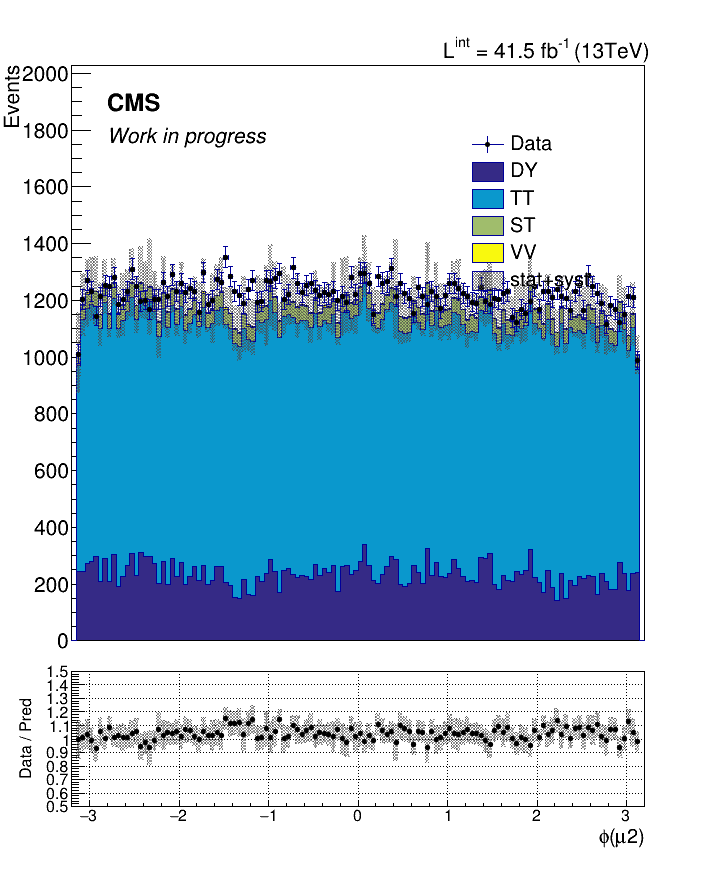 L^int = 41.5 fb^-1 (13TeV)
Events
2000
1800
1600
1400
1200
1000
800
600
400
200
0
CMS
Work in progress
Data
DY
TT
ST
VV
stat+syst
Data / Pred
1.5
1.4
1.3
1.2
1.1
1
0.9
0.8
0.7
0.6
0.5
−3 −2 −1 0 1 2 3
ϕ(μ2)